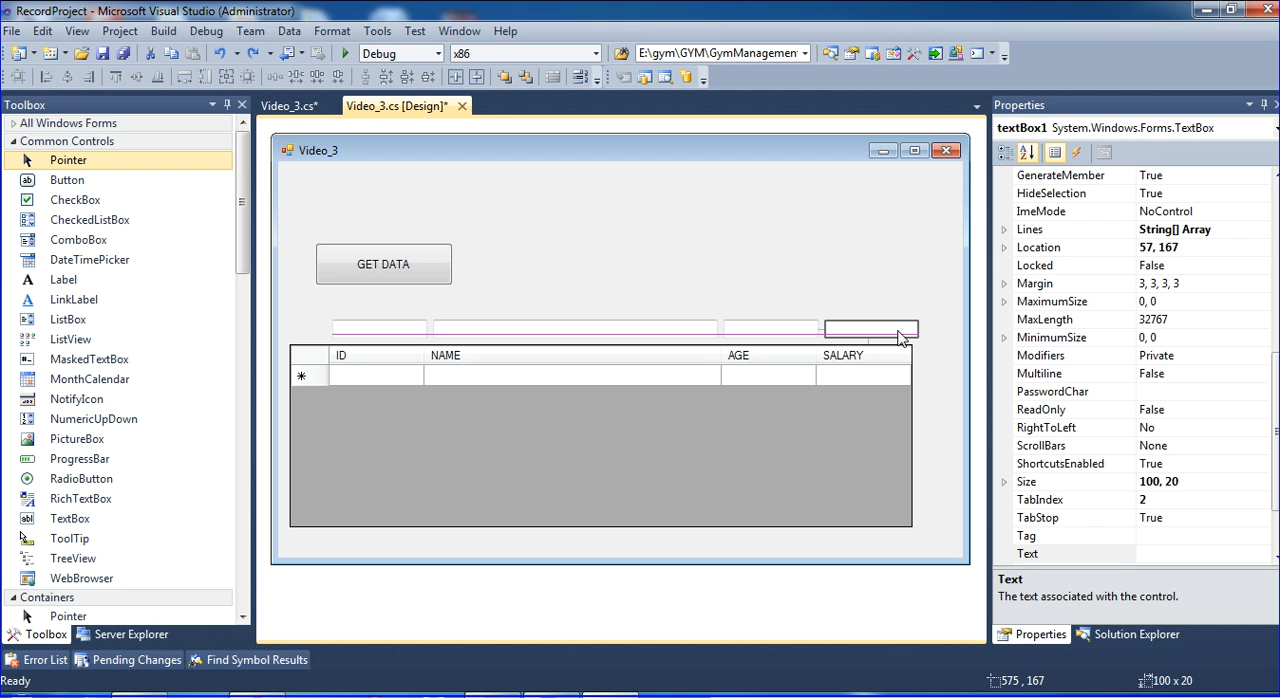 RecordProject - Microsoft Visual Studio (Administrator)
File Edit View Project Build Debug Team Data Format Tools Test Window Help
Debug x86 E:\gym\GYM\GymManagement
Toolbox
Video_3.cs* Video_3.cs [Design]*
Properties
All Windows Forms
Common Controls
Pointer
Button
CheckBox
CheckedListBox
ComboBox
DateTimePicker
Label
LinkLabel
ListBox
ListView
MaskedTextBox
MonthCalendar
NotifyIcon
NumericUpDown
PictureBox
ProgressBar
RadioButton
RichTextBox
TextBox
ToolTip
TreeView
WebBrowser
Containers
Pointer
Toolbox Server Explorer
Video_3
GET DATA
ID NAME AGE SALARY
textBox1 System.Windows.Forms.TextBox
GenerateMember True
HideSelection True
ImeMode NoControl
Lines String[] Array
Location 57, 167
Locked False
Margin 3, 3, 3, 3
MaximumSize 0, 0
MaxLength 32767
MinimumSize 0, 0
Modifiers Private
Multiline False
PasswordChar
ReadOnly False
RightToLeft No
ScrollBars None
ShortcutsEnabled True
Size 100, 20
TabIndex 2
TabStop True
Tag
Text
Text
The text associated with the control.
Properties Solution Explorer
Error List Pending Changes Find Symbol Results
Ready 575 , 167 100 x 20